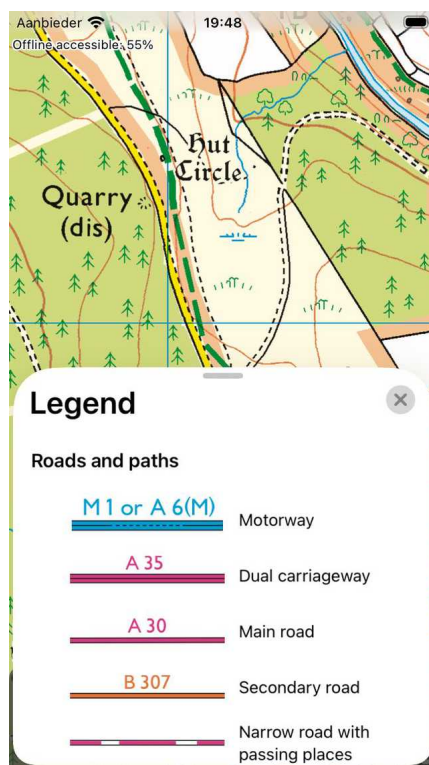 Aanbieder 19:48
Offline accessible: 55%
Hut
Circle
Quarry
(dis)
Legend
Roads and paths
M 1 or A 6(M)
Motorway
A 35
Dual carriageway
A 30
Main road
B 307
Secondary road
Narrow road with
passing places